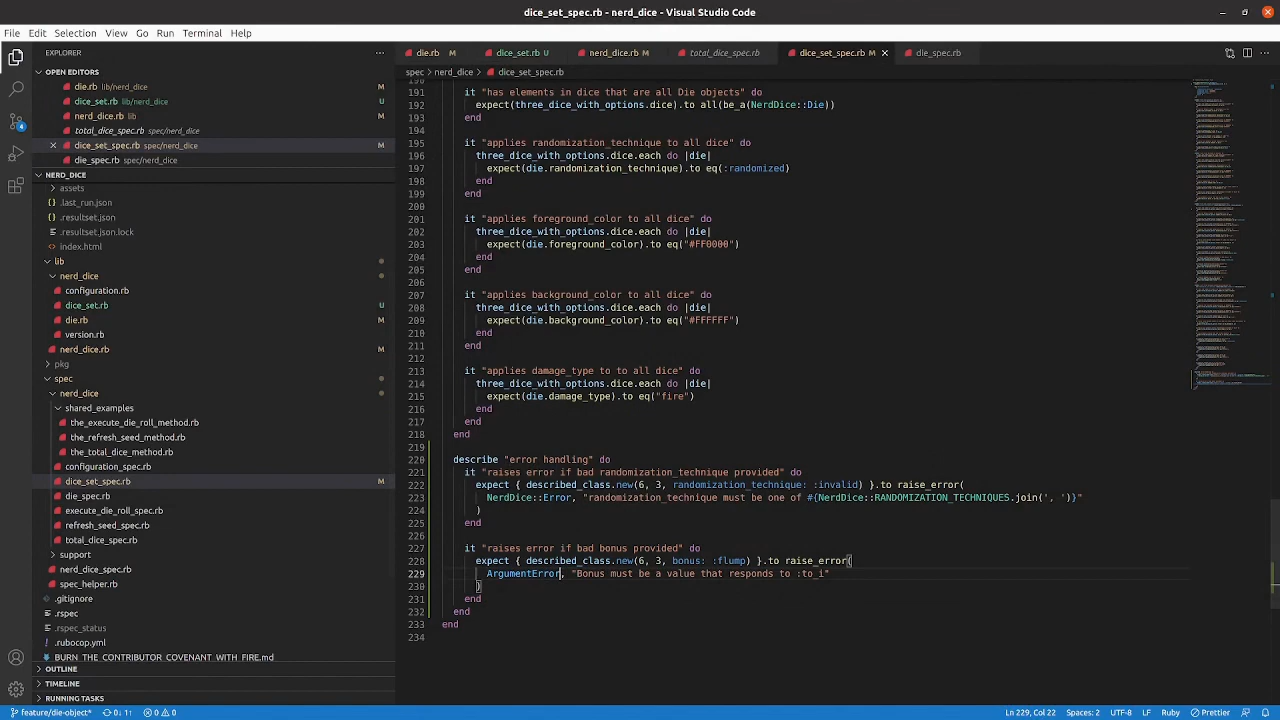 dice_set_spec.rb - nerd_dice - Visual Studio Code
File Edit Selection View Go Run Terminal Help
EXPLORER
OPEN EDITORS
die.rb lib/nerd_dice
dice_set.rb lib/nerd_dice
nerd_dice.rb lib
total_dice_spec.rb spec/nerd_dice
dice_set_spec.rb spec/nerd_dice
die_spec.rb spec/nerd_dice
4
NERD_DICE
assets
.last_run.json
.resultset.json
.resultset.json.lock
index.html
lib
nerd_dice
configuration.rb
dice_set.rb U
die.rb M
version.rb
nerd_dice.rb M
pkg
spec
nerd_dice
shared_examples
the_execute_die_roll_method.rb
the_refresh_seed_method.rb
the_total_dice_method.rb
configuration_spec.rb
dice_set_spec.rb M
die_spec.rb
execute_die_roll_spec.rb
refresh_seed_spec.rb
total_dice_spec.rb
support
nerd_dice_spec.rb
spec_helper.rb
.gitignore
.rspec
.rspec_status
.rubocop.yml
BURN_THE_CONTRIBUTOR_COVENANT_WITH_FIRE.md
OUTLINE
TIMELINE
RUNNING TASKS
die.rb M dice_set.rb U nerd_dice.rb M total_dice_spec.rb dice_set_spec.rb M die_spec.rb
spec > nerd_dice > dice_set_spec.rb
191 it "has elements in dice that are all Die objects" do
192 expect(three_dice_with_options.dice).to all(be_a(NerdDice::Die))
193 end
194
195 it "applies randomization_technique to all dice" do
196 three_dice_with_options.dice.each do |die|
197 expect(die.randomization_technique).to eq(:randomized
198 end
199 end
200
201 it "applies foreground_color to all dice" do
202 three_dice_with_options.dice.each do |die|
203 expect(die.foreground_color).to eq("#FF0000")
204 end
205 end
206
207 it "applies background_color to all dice" do
208 three_dice_with_options.dice.each do |die|
209 expect(die.background_color).to eq("#FFFFFF")
210 end
211 end
212
213 it "applies damage_type to to all dice" do
214 three_dice_with_options.dice.each do |die|
215 expect(die.damage_type).to eq("fire")
216 end
217 end
218 end
219
220 describe "error handling" do
221 it "raises error if bad randomization_technique provided" do
222 expect { described_class.new(6, 3, randomization_technique: :invalid) }.to raise_error(
223 NerdDice::Error, "randomization_technique must be one of #{NerdDice::RANDOMIZATION_TECHNIQUES.join(', ')}"
224 )
225 end
226
227 it "raises error if bad bonus provided" do
228 expect { described_class.new(6, 3, bonus: :flump) }.to raise_error(
229 ArgumentError, "Bonus must be a value that responds to :to_i"
230 )
231 end
232 end
233 end
234
feature/die-object* 0↓ 1↑ 0 0 Ln 229, Col 22 Spaces: 2 UTF-8 LF Ruby Prettier